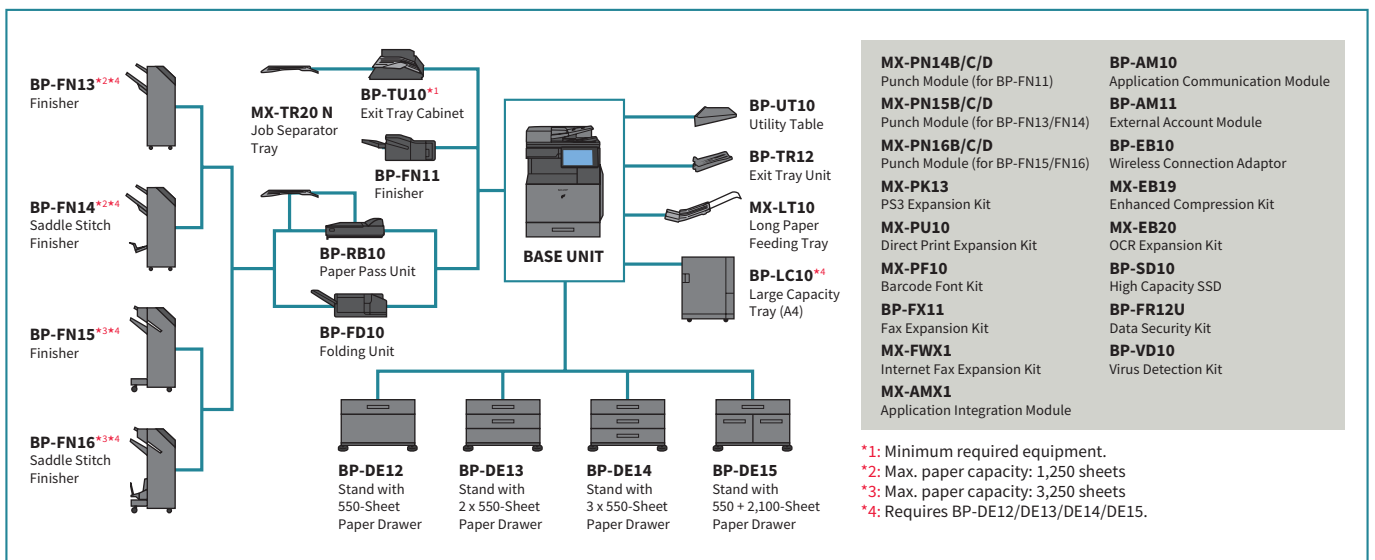 BP-FN13*2*4
Finisher
BP-FN14*2*4
Saddle Stitch
Finisher
BP-FN15*3*4
Finisher
BP-FN16*3*4
Saddle Stitch
Finisher
MX-TR20 N
Job Separator
Tray
BP-TU10*1
Exit Tray Cabinet
BP-FN11
Finisher
BP-RB10
Paper Pass Unit
BP-FD10
Folding Unit
BASE UNIT
BP-UT10
Utility Table
BP-TR12
Exit Tray Unit
MX-LT10
Long Paper
Feeding Tray
BP-LC10*4
Large Capacity
Tray (A4)
BP-DE12
Stand with
550-Sheet
Paper Drawer
BP-DE13
Stand with
2 x 550-Sheet
Paper Drawer
BP-DE14
Stand with
3 x 550-Sheet
Paper Drawer
BP-DE15
Stand with
550 + 2,100-Sheet
Paper Drawer
MX-PN14B/C/D
Punch Module (for BP-FN11)
MX-PN15B/C/D
Punch Module (for BP-FN13/FN14)
MX-PN16B/C/D
Punch Module (for BP-FN15/FN16)
MX-PK13
PS3 Expansion Kit
MX-PU10
Direct Print Expansion Kit
MX-PF10
Barcode Font Kit
BP-FX11
Fax Expansion Kit
MX-FWX1
Internet Fax Expansion Kit
MX-AMX1
Application Integration Module
BP-AM10
Application Communication Module
BP-AM11
External Account Module
BP-EB10
Wireless Connection Adaptor
MX-EB19
Enhanced Compression Kit
MX-EB20
OCR Expansion Kit
BP-SD10
High Capacity SSD
BP-FR12U
Data Security Kit
BP-VD10
Virus Detection Kit
*1: Minimum required equipment.
*2: Max. paper capacity: 1,250 sheets
*3: Max. paper capacity: 3,250 sheets
*4: Requires BP-DE12/DE13/DE14/DE15.